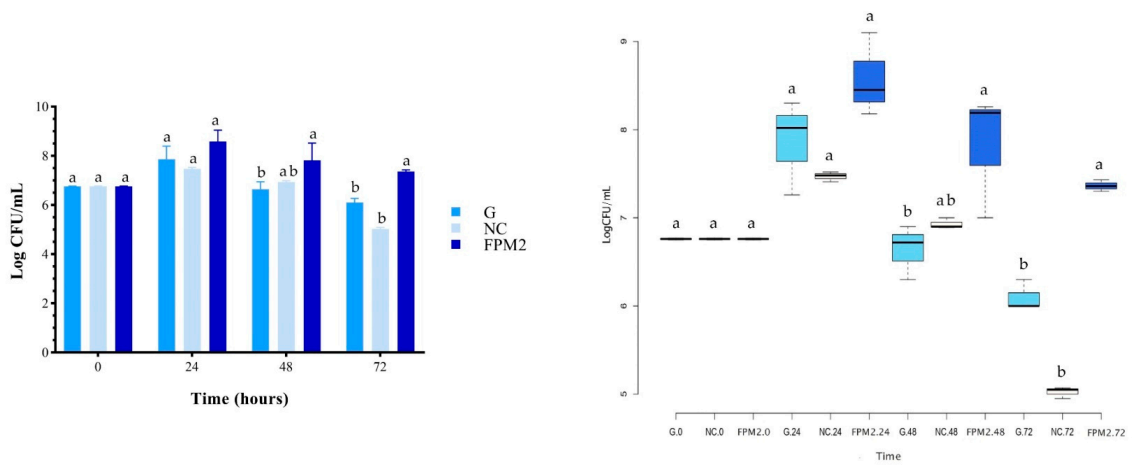 10
8
6
4
2
0
Log CFU/mL
a a a
a a a
b ab a
b b a
0 24 48 72
Time (hours)
G
NC
FPM2
9
8
7
6
5
LogCFU/mL
a a a
a a a
b ab a
b b a
G.0 NC.0 FPM2.0 G.24 NC.24 FPM2.24 G.48 NC.48 FPM2.48 G.72 NC.72 FPM2.72
Time